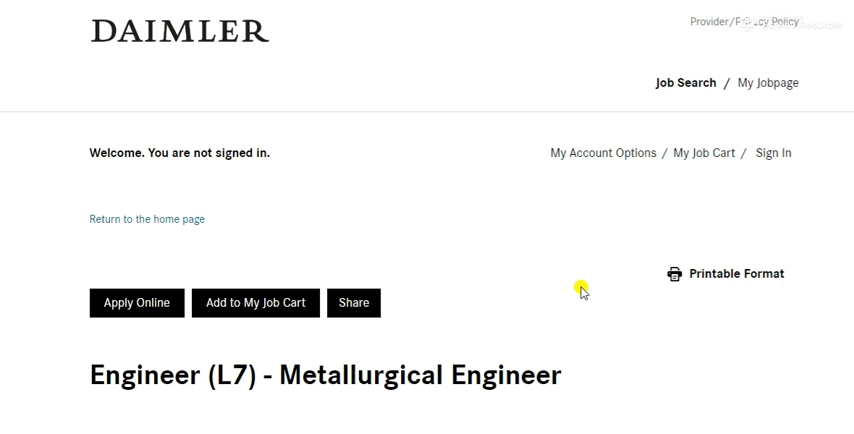 DAIMLER
Provider/Privacy Policy
Job Search / My Jobpage
Welcome. You are not signed in.
My Account Options / My Job Cart / Sign In
Return to the home page
Printable Format
Apply Online
Add to My Job Cart
Share
Engineer (L7) - Metallurgical Engineer